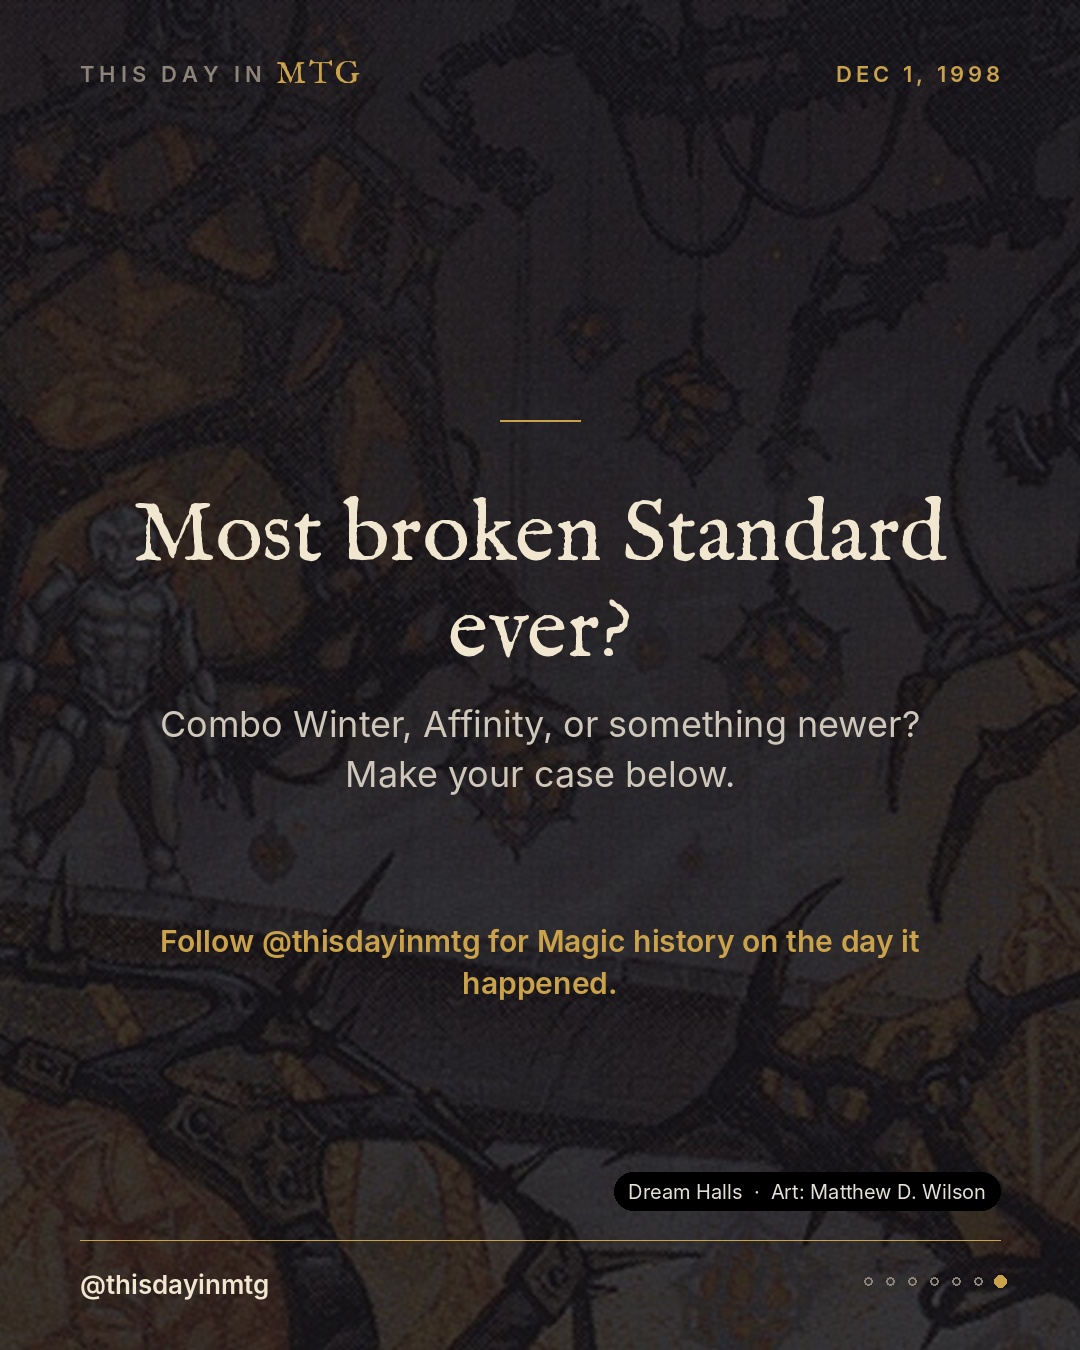 THIS DAY IN MTG
DEC 1, 1998
Most broken Standard
ever?
Combo Winter, Affinity, or something newer?
Make your case below.
Follow @thisdayinmtg for Magic history on the day it
happened.
Dream Halls · Art: Matthew D. Wilson
@thisdayinmtg